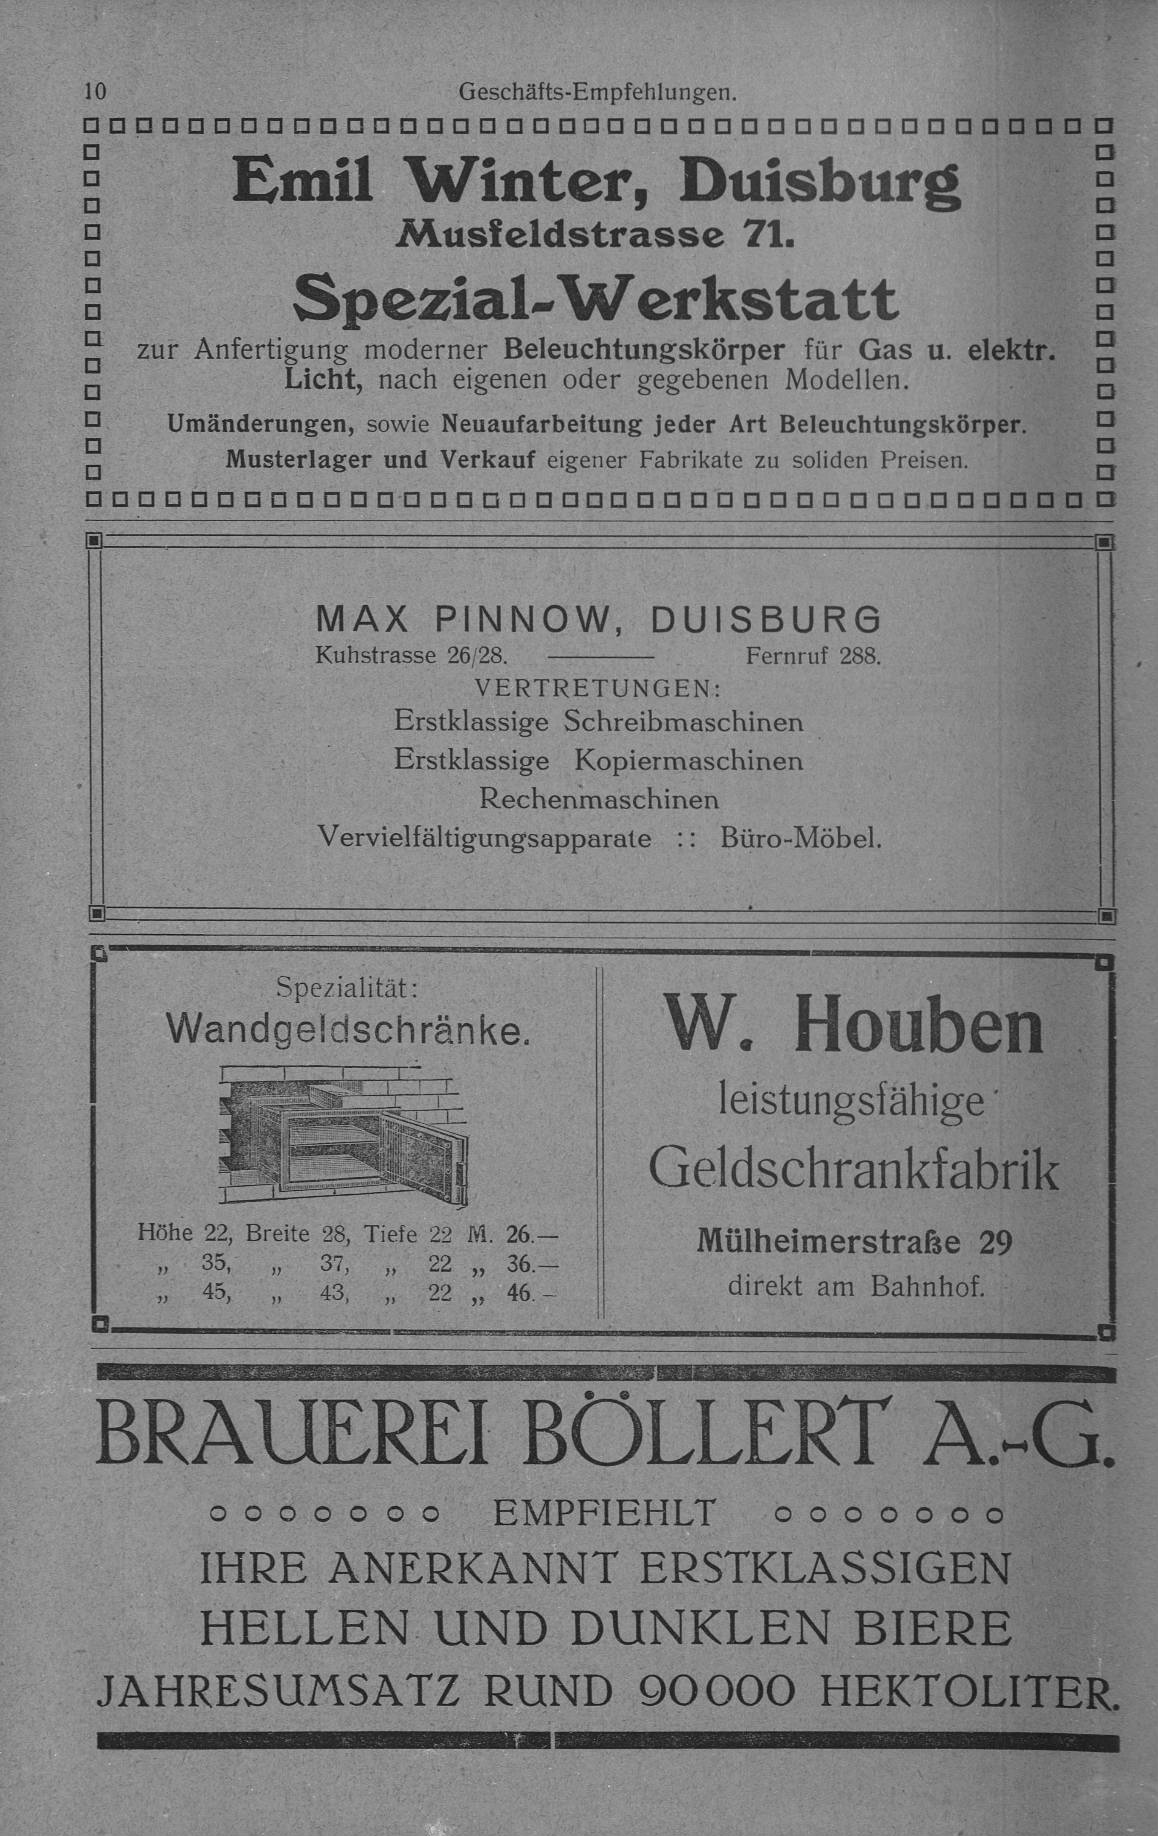 10 Geschäfts-Empfehlungen.
Emil Winter, Duisburg
Musfeldstrasse 71.
Spezial-Werkstatt
zur Anfertigung moderner Beleuchtungskörper für Gas u. elektr.
Licht, nach eigenen oder gegebenen Modellen.
Umänderungen, sowie Neuaufarbeitung jeder Art Beleuchtungskörper.
Musterlager und Verkauf eigener Fabrikate zu soliden Preisen.
MAX PINNOW, DUISBURG
Kuhstrasse 26/28. Fernruf 288.
VERTRETUNGEN:
Erstklassige Schreibmaschinen
Erstklassige Kopiermaschinen
Rechenmaschinen
Vervielfältigungsapparate :: Büro-Möbel.
Spezialität:
Wandgeldschränke.
Höhe 22, Breite 28, Tiefe 22 M. 26.—
„ 35, „ 37, „ 22 „ 36.—
„ 45, „ 43, „ 22 „ 46.—
W. Houben
leistungsfähige
Geldschrankfabrik
Mülheimerstraße 29
direkt am Bahnhof.
BRAUEREI BÖLLERT A.-G.
EMPFIEHLT
IHRE ANERKANNT ERSTKLASSIGEN
HELLEN UND DUNKLEN BIERE
JAHRESUMSATZ RUND 90000 HEKTOLITER.